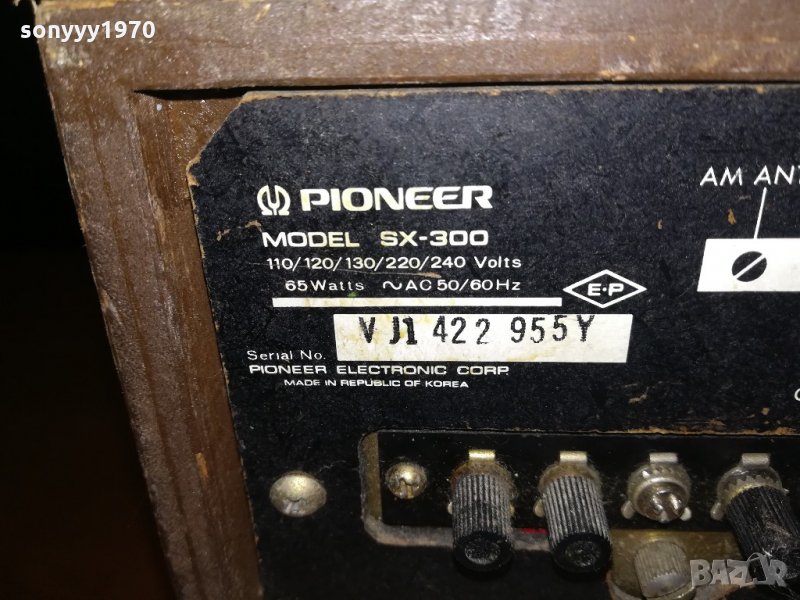 sonyyy1970
PIONEER
MODEL SX-300
110/120/130/220/240 Volts
65 Watts ~AC 50/60Hz
E·P
Serial No. VJ1 422 955Y
PIONEER ELECTRONIC CORP.
MADE IN REPUBLIC OF KOREA
AM ANT
BAZAR